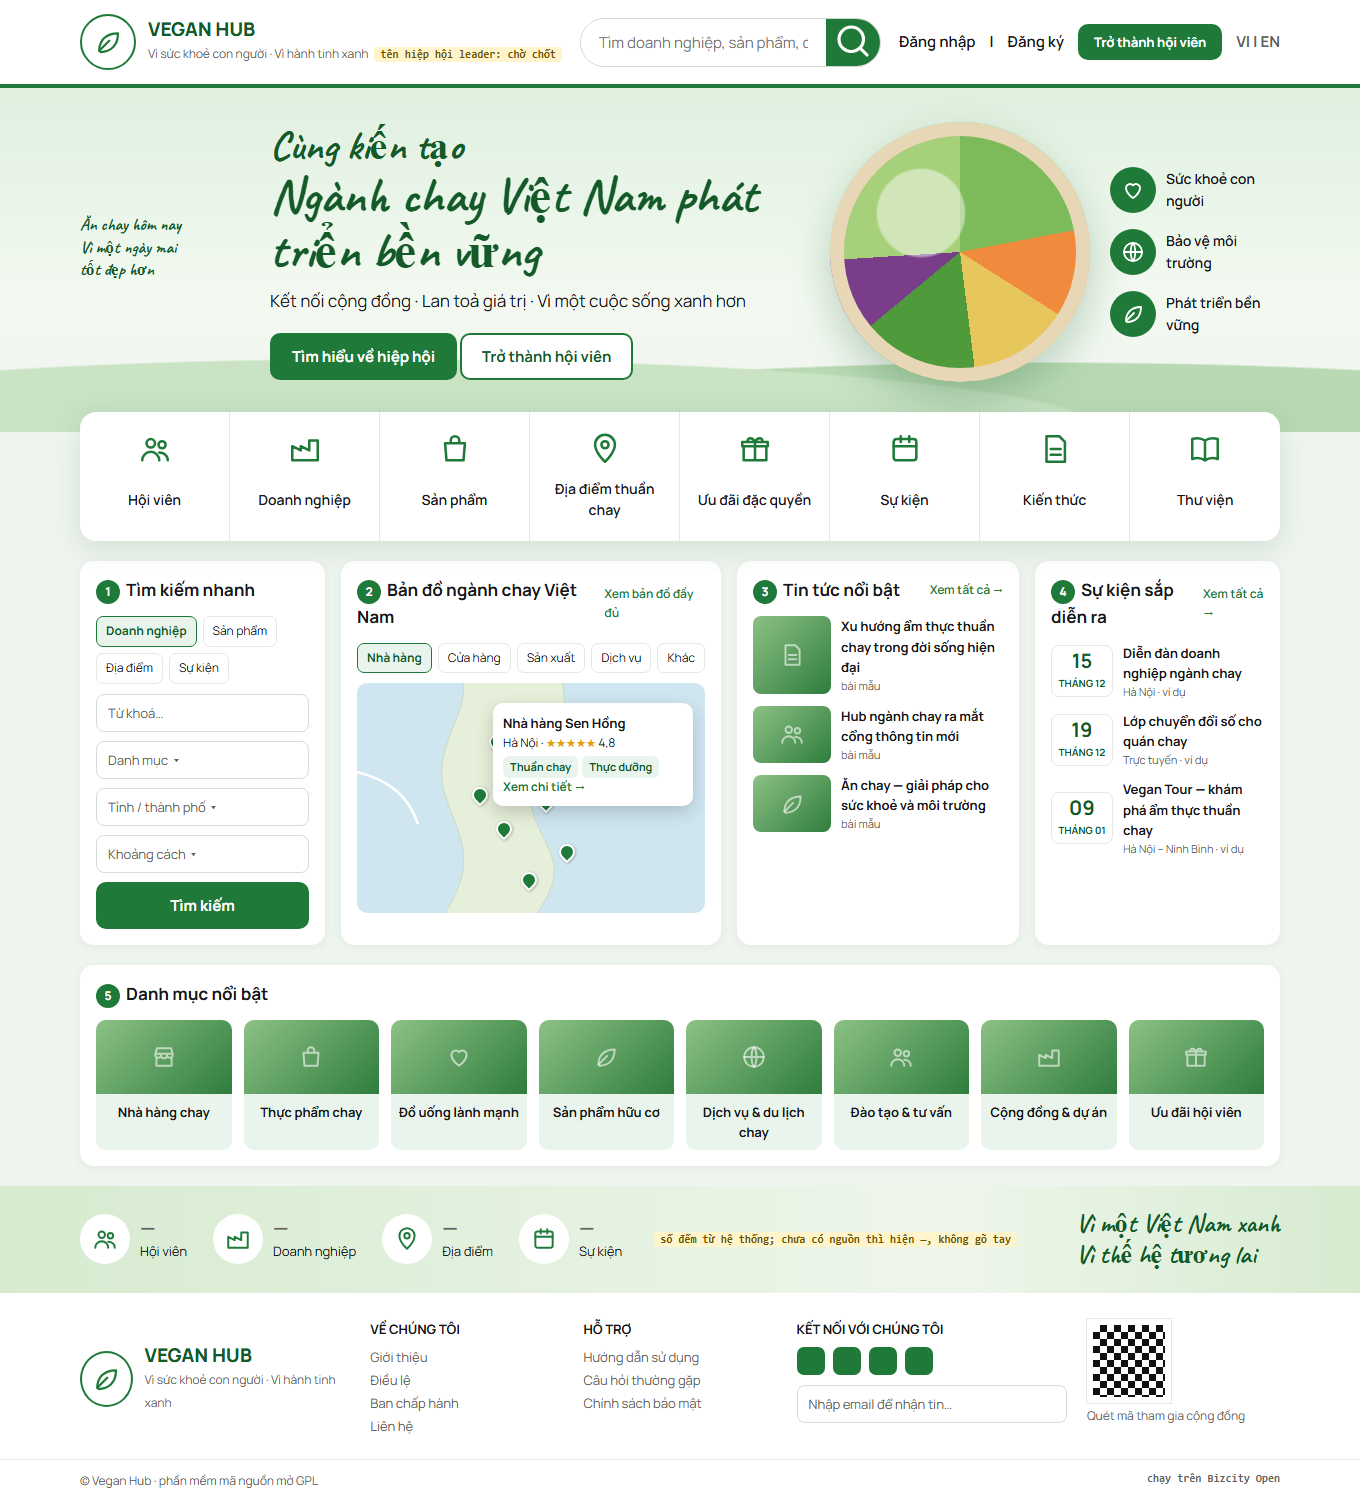 VEGAN HUB
Vì sức khoẻ con người · Vì hành tinh xanh tên hiệp hội leader: chờ chốt
Tìm doanh nghiệp, sản phẩm, c
Đăng nhập | Đăng ký
Trở thành hội viên
VI | EN
Ăn chay hôm nay
Vì một ngày mai
tốt đẹp hơn
Cùng kiến tạo
Ngành chay Việt Nam phát
triển bền vững
Kết nối cộng đồng · Lan toả giá trị · Vì một cuộc sống xanh hơn
Tìm hiểu về hiệp hội
Trở thành hội viên
Sức khoẻ con
người
Bảo vệ môi
trường
Phát triển bền
vững
Hội viên
Doanh nghiệp
Sản phẩm
Địa điểm thuần
chay
Ưu đãi đặc quyền
Sự kiện
Kiến thức
Thư viện
1 Tìm kiếm nhanh
Doanh nghiệp
Sản phẩm
Địa điểm
Sự kiện
Từ khoá...
Danh mục
Tỉnh / thành phố
Khoảng cách
Tìm kiếm
2 Bản đồ ngành chay Việt
Nam
Xem bản đồ đầy
đủ
Nhà hàng
Cửa hàng
Sản xuất
Dịch vụ
Khác
Nhà hàng Sen Hồng
Hà Nội · ★★★★★ 4,8
Thuần chay
Thực dưỡng
Xem chi tiết →
3 Tin tức nổi bật
Xem tất cả →
Xu hướng ẩm thực thuần
chay trong đời sống hiện
đại
bài mẫu
Hub ngành chay ra mắt
cổng thông tin mới
bài mẫu
Ăn chay — giải pháp cho
sức khoẻ và môi trường
bài mẫu
4 Sự kiện sắp
diễn ra
Xem tất cả
→
15
THÁNG 12
Diễn đàn doanh
nghiệp ngành chay
Hà Nội · ví dụ
19
THÁNG 12
Lớp chuyển đổi số cho
quán chay
Trực tuyến · ví dụ
09
THÁNG 01
Vegan Tour — khám
phá ẩm thực thuần
chay
Hà Nội – Ninh Bình · ví dụ
5 Danh mục nổi bật
Nhà hàng chay
Thực phẩm chay
Đồ uống lành mạnh
Sản phẩm hữu cơ
Dịch vụ & du lịch
chay
Đào tạo & tư vấn
Cộng đồng & dự án
Ưu đãi hội viên
—
Hội viên
—
Doanh nghiệp
—
Địa điểm
—
Sự kiện
số đếm từ hệ thống; chưa có nguồn thì hiện —, không gõ tay
Vì một Việt Nam xanh
Vì thế hệ tương lai
VEGAN HUB
Vì sức khoẻ con người · Vì hành tinh
xanh
VỀ CHÚNG TÔI
Giới thiệu
Điều lệ
Ban chấp hành
Liên hệ
HỖ TRỢ
Hướng dẫn sử dụng
Câu hỏi thường gặp
Chính sách bảo mật
KẾT NỐI VỚI CHÚNG TÔI
Nhập email để nhận tin...
Quét mã tham gia cộng đồng
© Vegan Hub · phần mềm mã nguồn mở GPL
chạy trên Bizcity Open